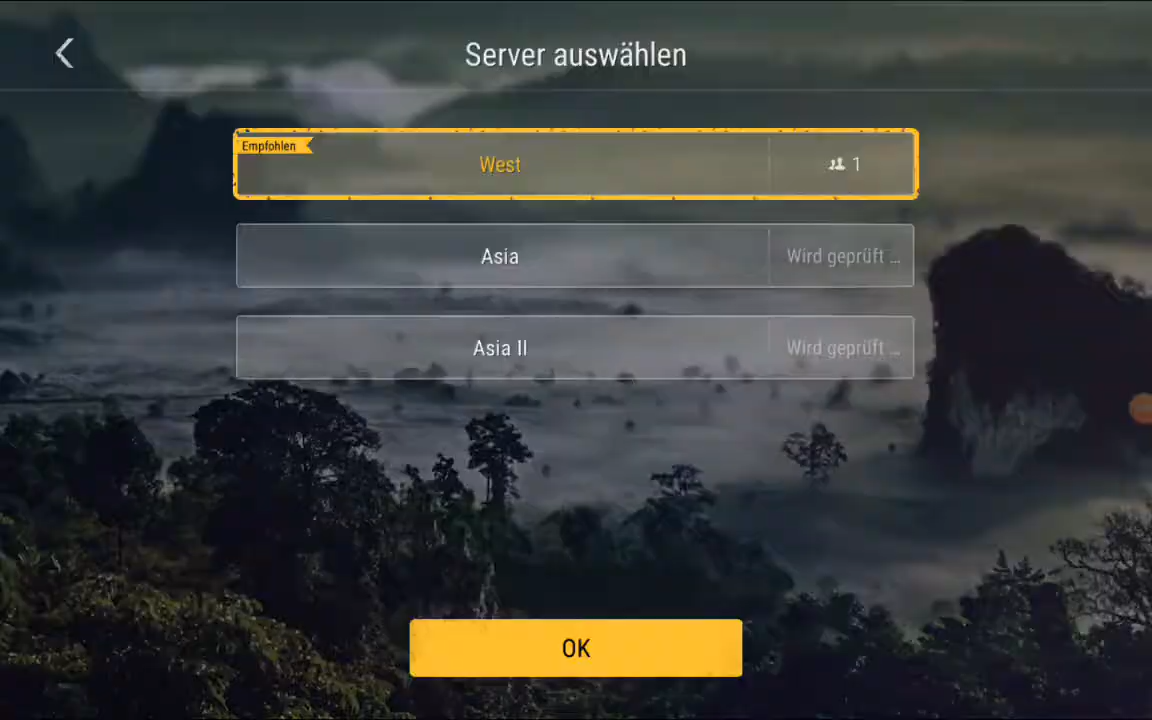 Server auswählen
Empfohlen
West
1
Asia
Wird geprüft ...
Asia II
Wird geprüft ...
OK